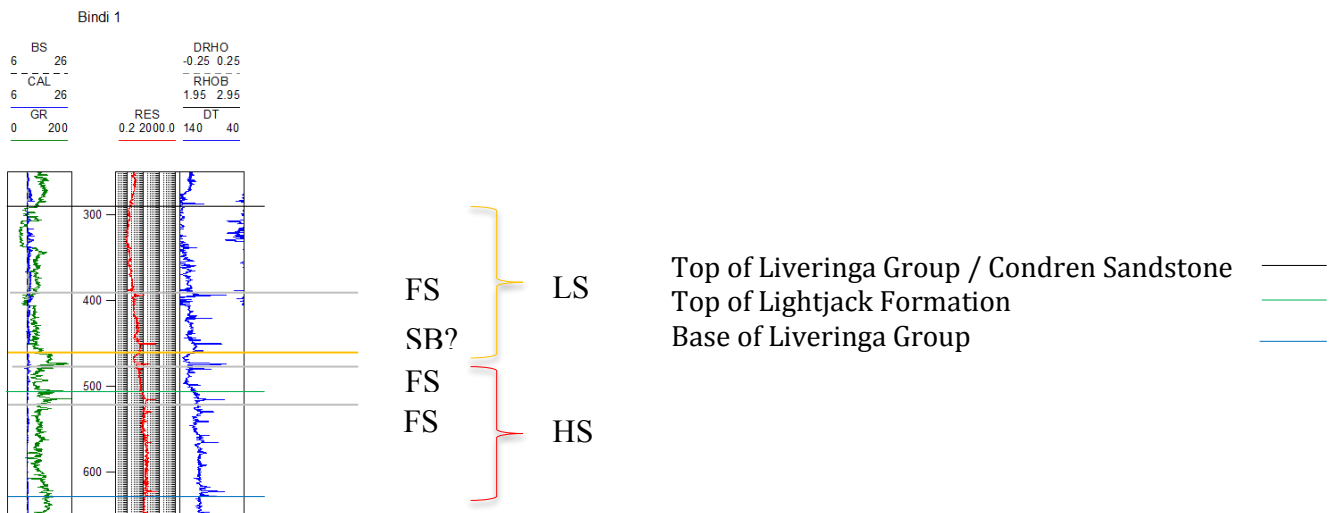 Bindi 1
BS DRHO
6 26 -0.25 0.25
CAL RHOB
6 26 1.95 2.95
GR RES DT
0 200 0.2 2000.0 140 40
300
400
500
600
FS
SB?
FS
FS
LS
HS
Top of Liveringa Group / Condren Sandstone
Top of Lightjack Formation
Base of Liveringa Group